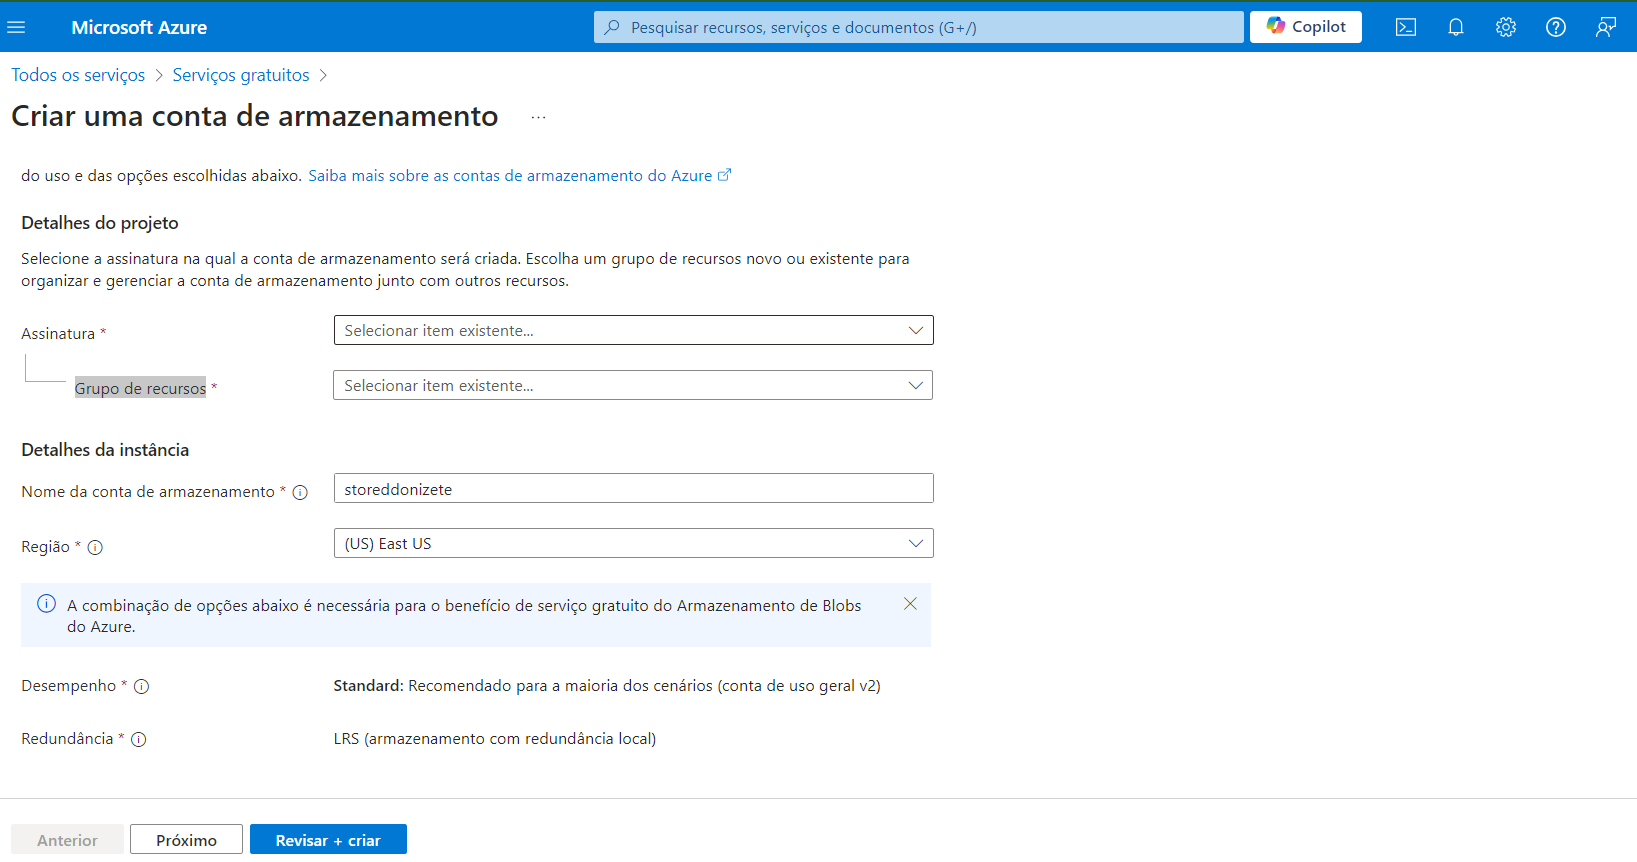 Microsoft Azure
Pesquisar recursos, serviços e documentos (G+/)
Copilot
Todos os serviços > Serviços gratuitos >
Criar uma conta de armazenamento ...
do uso e das opções escolhidas abaixo. Saiba mais sobre as contas de armazenamento do Azure
Detalhes do projeto
Selecione a assinatura na qual a conta de armazenamento será criada. Escolha um grupo de recursos novo ou existente para
organizar e gerenciar a conta de armazenamento junto com outros recursos.
Assinatura *
Selecionar item existente...
Grupo de recursos *
Selecionar item existente...
Detalhes da instância
Nome da conta de armazenamento *
storeddonizete
Região *
(US) East US
A combinação de opções abaixo é necessária para o benefício de serviço gratuito do Armazenamento de Blobs
do Azure.
Desempenho *
Standard: Recomendado para a maioria dos cenários (conta de uso geral v2)
Redundância *
LRS (armazenamento com redundância local)
Anterior
Próximo
Revisar + criar